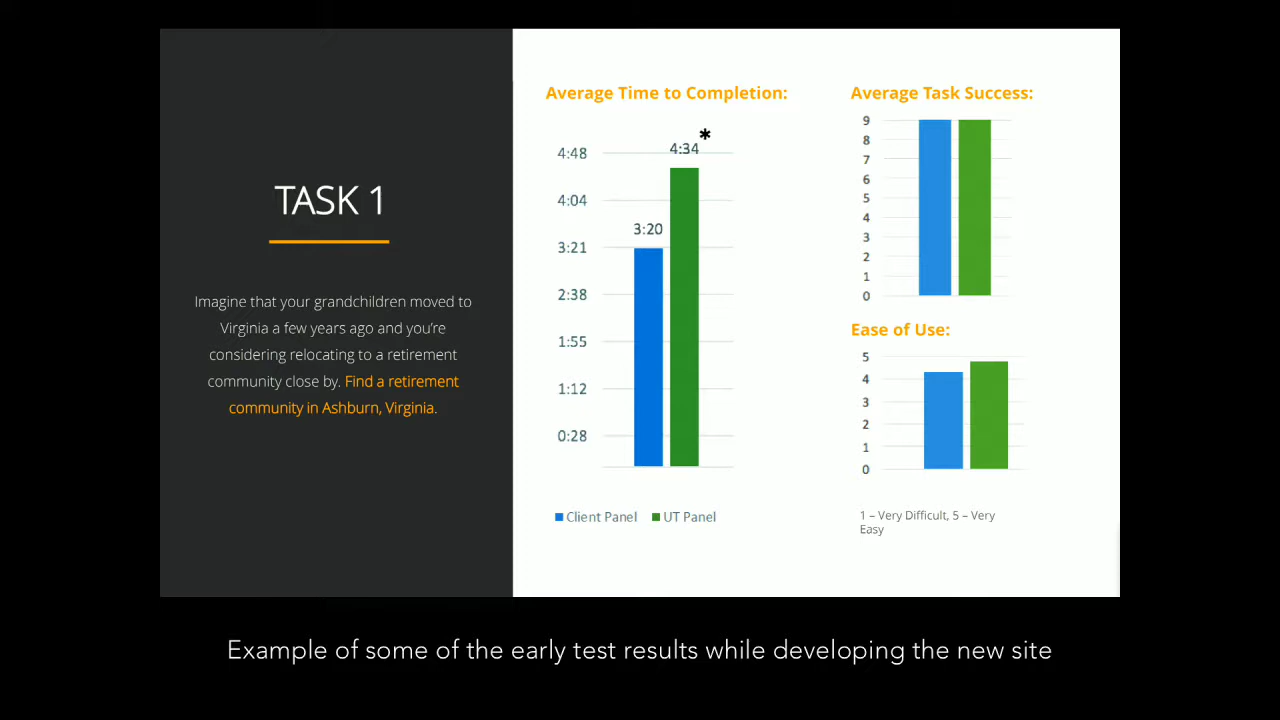 TASK 1
Imagine that your grandchildren moved to
Virginia a few years ago and you’re
considering relocating to a retirement
community close by. Find a retirement
community in Ashburn, Virginia.
Average Time to Completion:
*
4:34
4:48
4:04
3:20
3:21
2:38
1:55
1:12
0:28
Client Panel UT Panel
Average Task Success:
9
8
7
6
5
4
3
2
1
0
Ease of Use:
5
4
3
2
1
0
1 – Very Difficult, 5 – Very
Easy
Example of some of the early test results while developing the new site